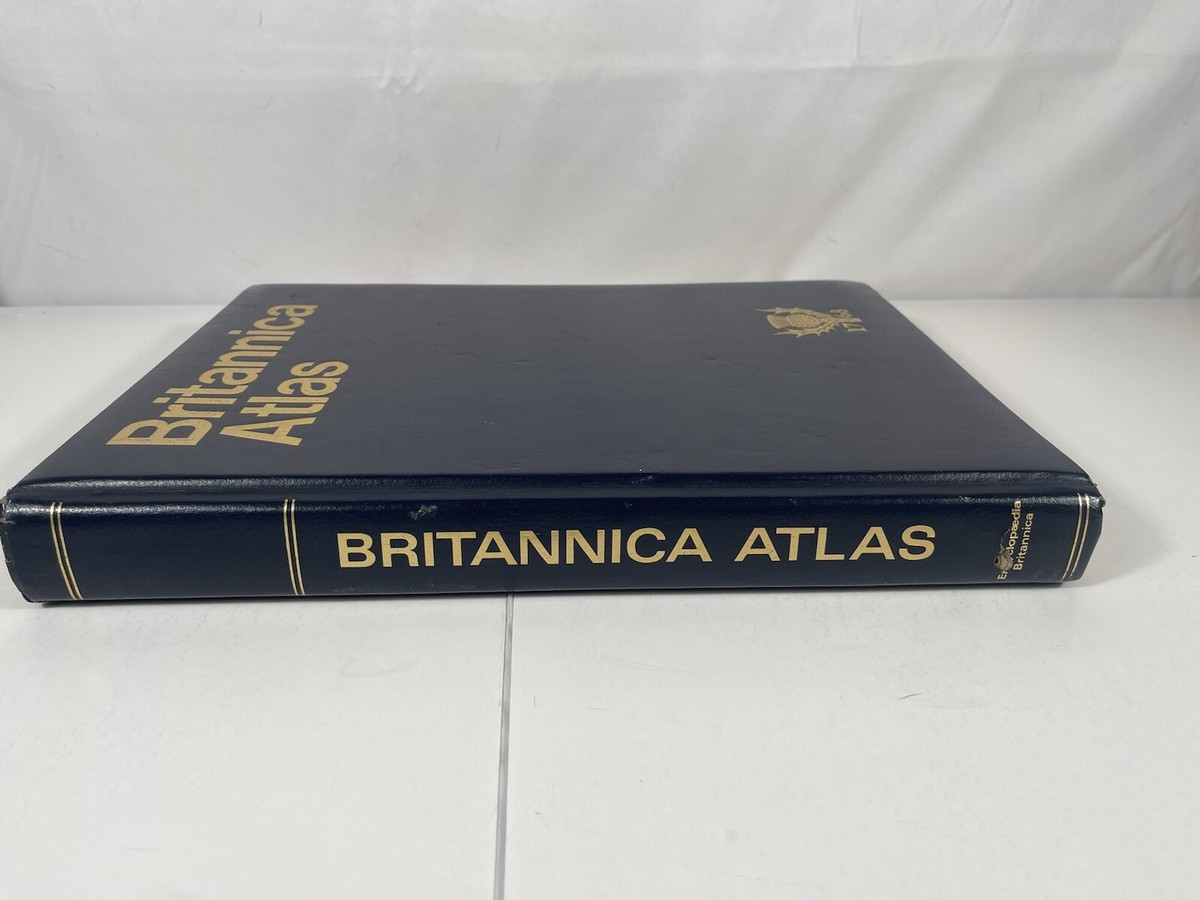 Britannica
Atlas
1768
BRITANNICA ATLAS
Encyclopædia
Britannica